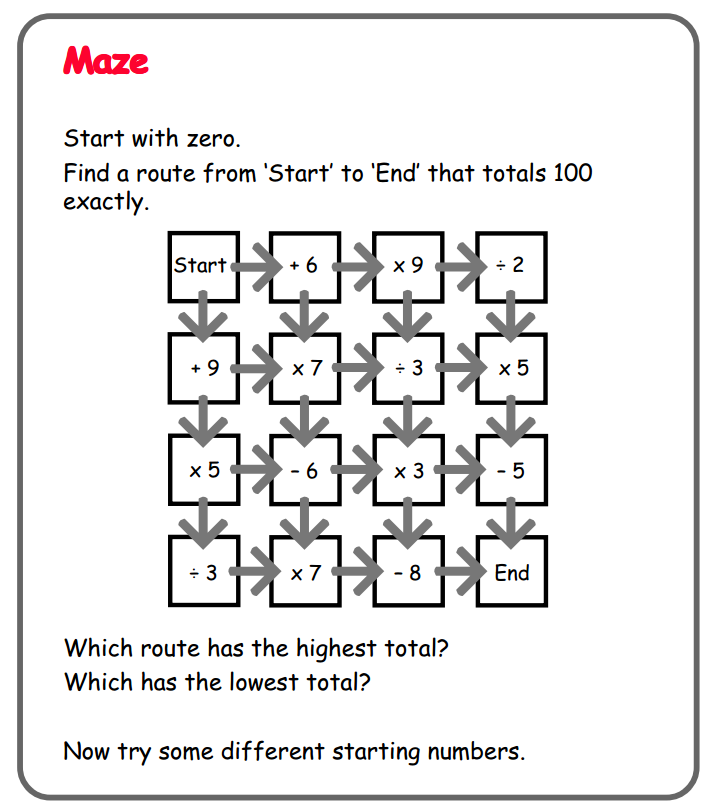 Maze
Start with zero.
Find a route from ‘Start’ to ‘End’ that totals 100
exactly.
Start + 6 x 9 ÷ 2
+ 9 x 7 ÷ 3 x 5
x 5 – 6 x 3 – 5
÷ 3 x 7 – 8 End
Which route has the highest total?
Which has the lowest total?
Now try some different starting numbers.